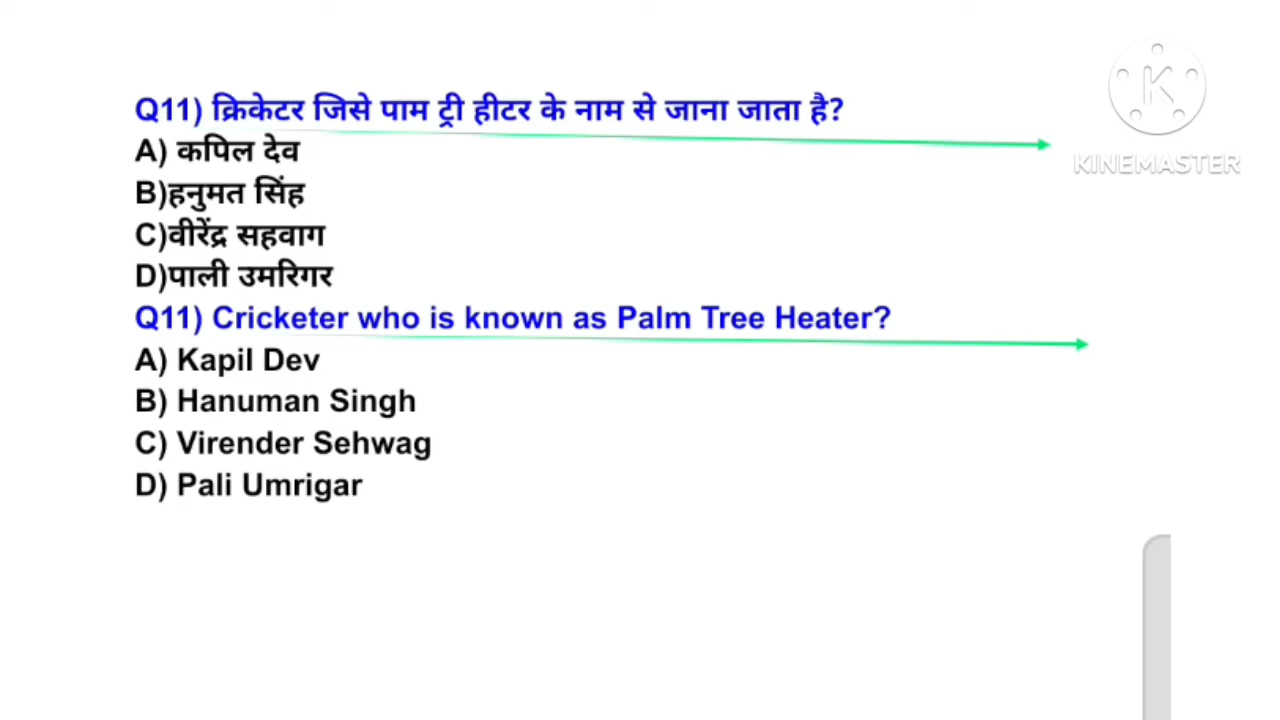 Q11) क्रिकेटर जिसे पाम ट्री हीटर के नाम से जाना जाता है?
A) कपिल देव
B)हनुमत सिंह
C)वीरेंद्र सहवाग
D)पाली उमरिगर
Q11) Cricketer who is known as Palm Tree Heater?
A) Kapil Dev
B) Hanuman Singh
C) Virender Sehwag
D) Pali Umrigar
K
KINEMASTER